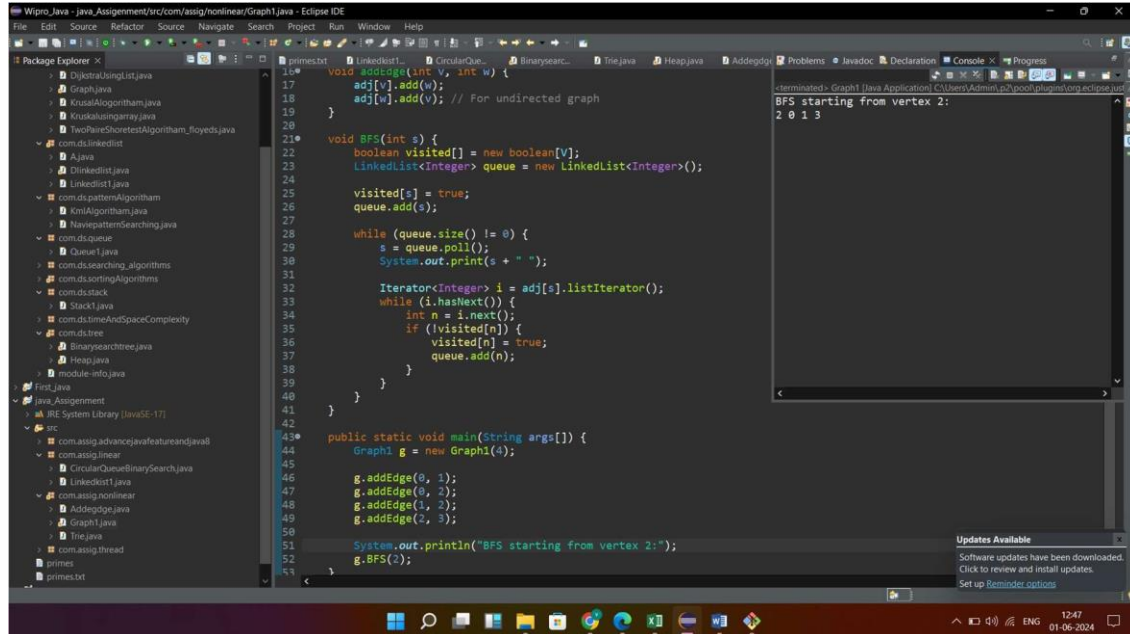 Wipro_Java - java_Assigenment/src/com/assig/nonlinear/Graph1.java - Eclipse IDE
File Edit Source Refactor Source Navigate Search Project Run Window Help
Package Explorer
DijkstraUsingList.java
Graph.java
KrusalAlogoritham.java
Kruskalusingarray.java
TwoPaireShoretestAlgoritham_floyeds.java
com.ds.linkedlist
A.java
Dlinkedlist.java
Linkedlist1.java
com.ds.patternAlgoritham
KmlAlgoritham.java
NaviepatternSearching.java
com.ds.queue
Queue1.java
com.ds.searching_algorithms
com.ds.sortingAlgorithms
com.ds.stack
Stack1.java
com.ds.timeAndSpaceComplexity
com.ds.tree
Binarysearchtree.java
Heap.java
module-info.java
First_java
java_Assigenment
JRE System Library [JavaSE-17]
src
com.assig.advancejavafeatureandjava8
com.assig.linear
CircularQueueBinarySearch.java
Linkedkist1.java
com.assig.nonlinear
Addegdge.java
Graph1.java
Trie.java
com.assig.thread
primes
primes.txt
primes.txt Linkedkist1... CircularQue... Binarysearc... Trie.java Heap.java Addegdge
16 void addEdge(int v, int w) {
17 adj[v].add(w);
18 adj[w].add(v); // For undirected graph
19 }
20
21 void BFS(int s) {
22 boolean visited[] = new boolean[V];
23 LinkedList<Integer> queue = new LinkedList<Integer>();
24
25 visited[s] = true;
26 queue.add(s);
27
28 while (queue.size() != 0) {
29 s = queue.poll();
30 System.out.print(s + " ");
31
32 Iterator<Integer> i = adj[s].listIterator();
33 while (i.hasNext()) {
34 int n = i.next();
35 if (!visited[n]) {
36 visited[n] = true;
37 queue.add(n);
38 }
39 }
40 }
41 }
42
43 public static void main(String args[]) {
44 Graph1 g = new Graph1(4);
45
46 g.addEdge(0, 1);
47 g.addEdge(0, 2);
48 g.addEdge(1, 2);
49 g.addEdge(2, 3);
50
51 System.out.println("BFS starting from vertex 2:");
52 g.BFS(2);
53 }
Problems Javadoc Declaration Console Progress
<terminated> Graph1 [Java Application] C:\Users\Admin\.p2\pool\plugins\org.eclipse.just
BFS starting from vertex 2:
2 0 1 3
Updates Available
Software updates have been downloaded.
Click to review and install updates.
Set up Reminder options
ENG
12:47
01-06-2024